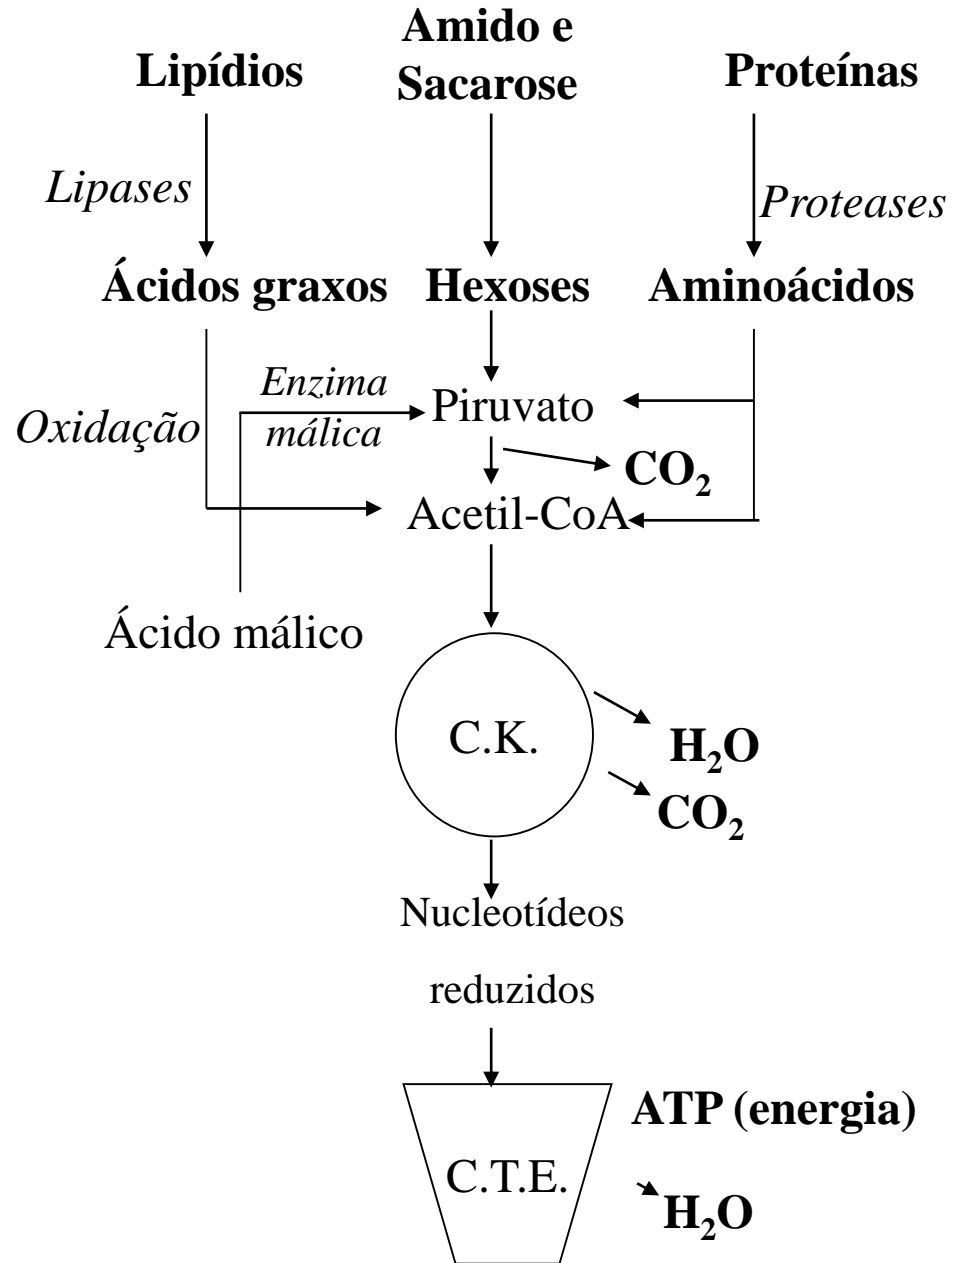 Lipídios
Amido e
Sacarose
Proteínas
Lipases
Proteases
Ácidos graxos
Hexoses
Aminoácidos
Enzima
málica
Piruvato
Oxidação
CO₂
Acetil-CoA
Ácido málico
C.K.
H₂O
CO₂
Nucleotídeos
reduzidos
ATP (energia)
C.T.E.
H₂O